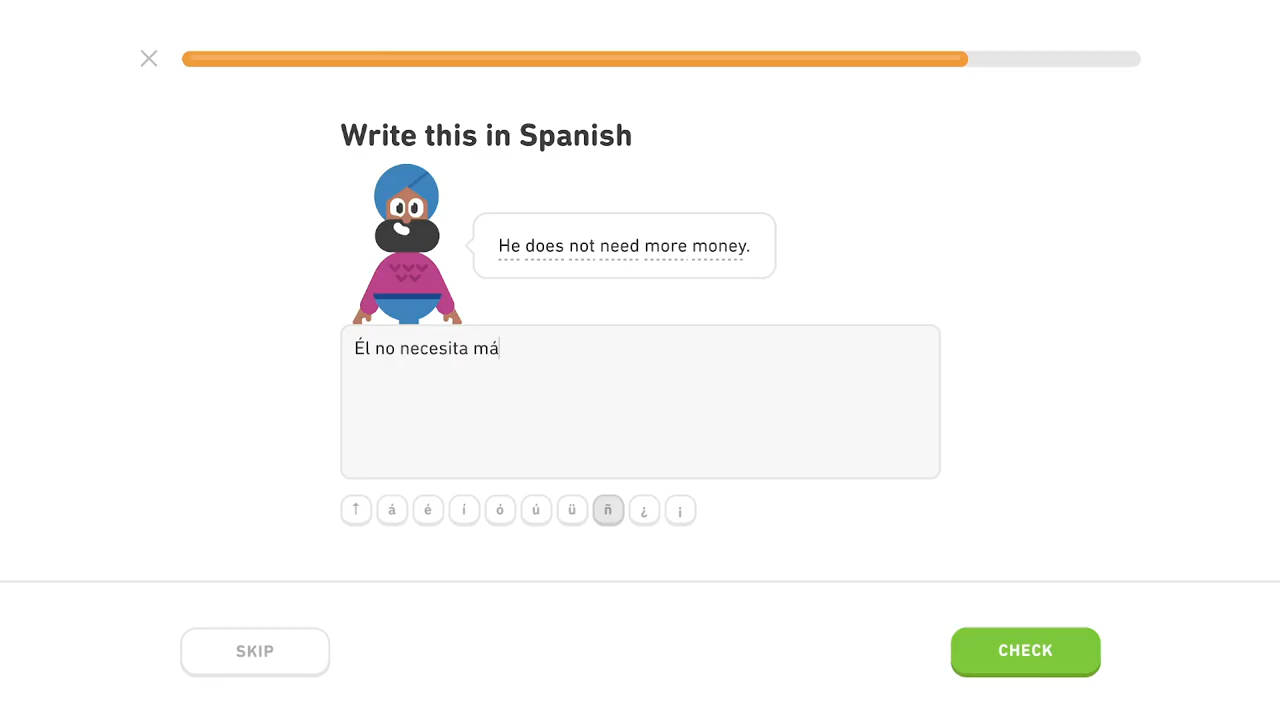 Write this in Spanish
He does not need more money.
Él no necesita má
↑ á é í ó ú ü ñ ¿ ¡
SKIP
CHECK